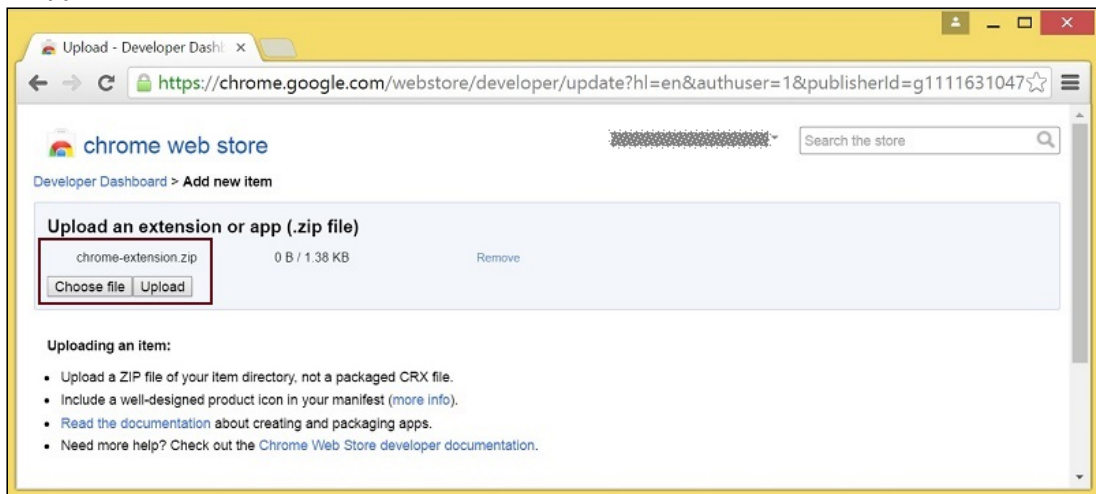 Upload - Developer Dash
https://chrome.google.com/webstore/developer/update?hl=en&authuser=1&publisherId=g1111631047
chrome web store
Search the store
Developer Dashboard > Add new item
Upload an extension or app (.zip file)
chrome-extension.zip 0 B / 1.38 KB Remove
Choose file Upload
Uploading an item:
• Upload a ZIP file of your item directory, not a packaged CRX file.
• Include a well-designed product icon in your manifest (more info).
• Read the documentation about creating and packaging apps.
• Need more help? Check out the Chrome Web Store developer documentation.